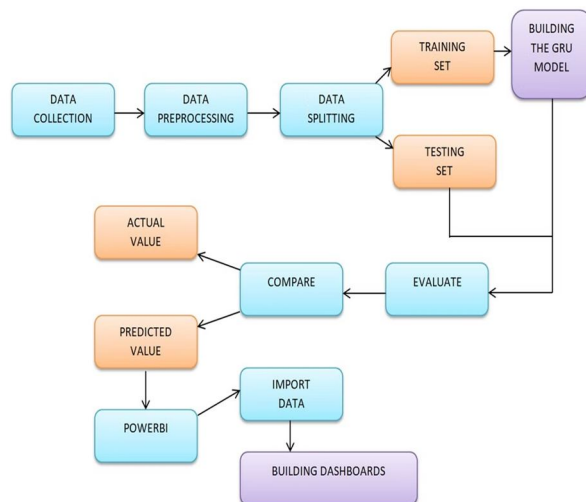 DATA
COLLECTION
DATA
PREPROCESSING
DATA
SPLITTING
TRAINING
SET
BUILDING
THE GRU
MODEL
TESTING
SET
ACTUAL
VALUE
COMPARE
EVALUATE
PREDICTED
VALUE
POWERBI
IMPORT
DATA
BUILDING DASHBOARDS